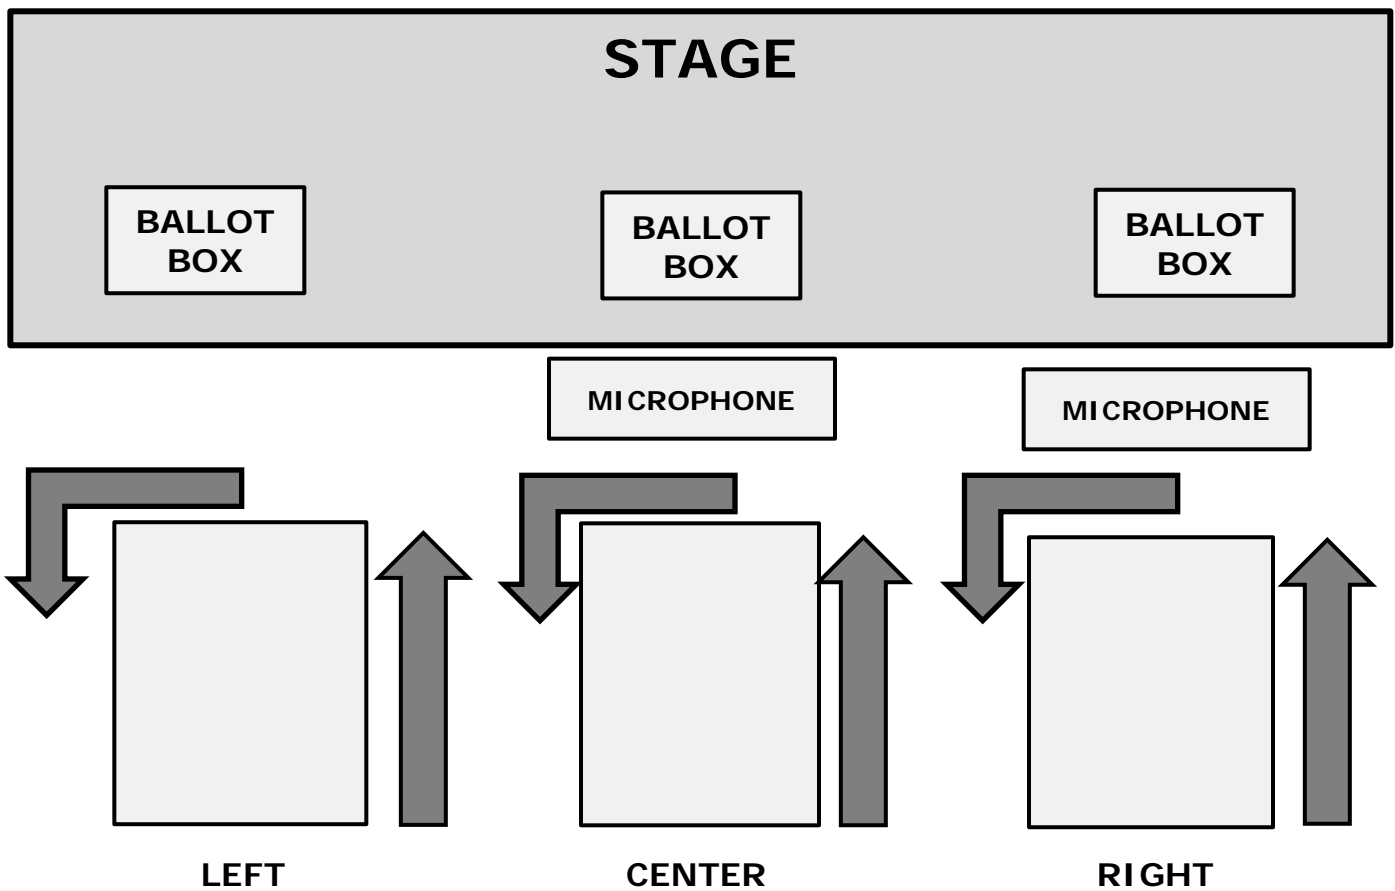 STAGE
BALLOT
BOX
BALLOT
BOX
BALLOT
BOX
MICROPHONE
MICROPHONE
LEFT
CENTER
RIGHT